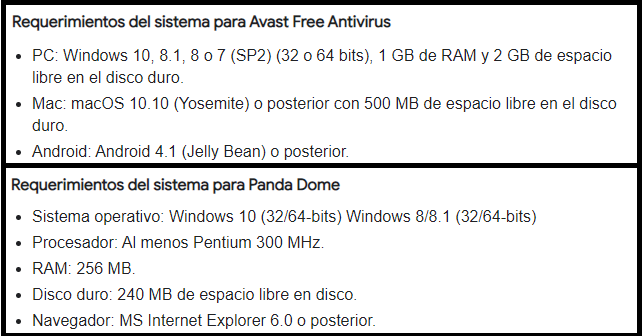 Requerimientos del sistema para Avast Free Antivirus
• PC: Windows 10, 8.1, 8 o 7 (SP2) (32 o 64 bits), 1 GB de RAM y 2 GB de espacio
libre en el disco duro.
• Mac: macOS 10.10 (Yosemite) o posterior con 500 MB de espacio libre en el disco
duro.
• Android: Android 4.1 (Jelly Bean) o posterior.
Requerimientos del sistema para Panda Dome
• Sistema operativo: Windows 10 (32/64-bits) Windows 8/8.1 (32/64-bits)
• Procesador: Al menos Pentium 300 MHz.
• RAM: 256 MB.
• Disco duro: 240 MB de espacio libre en disco.
• Navegador: MS Internet Explorer 6.0 o posterior.